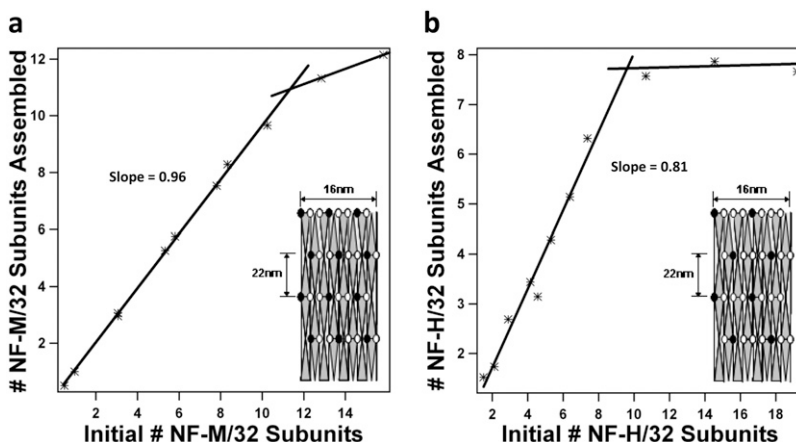 a
# NF-M/32 Subunits Assembled
12
10
8
6
4
2
Slope = 0.96
16nm
22nm
2 4 6 8 10 12 14
Initial # NF-M/32 Subunits
b
# NF-H/32 Subunits Assembled
8
7
6
5
4
3
2
Slope = 0.81
16nm
22nm
2 4 6 8 10 12 14 16 18
Initial # NF-H/32 Subunits